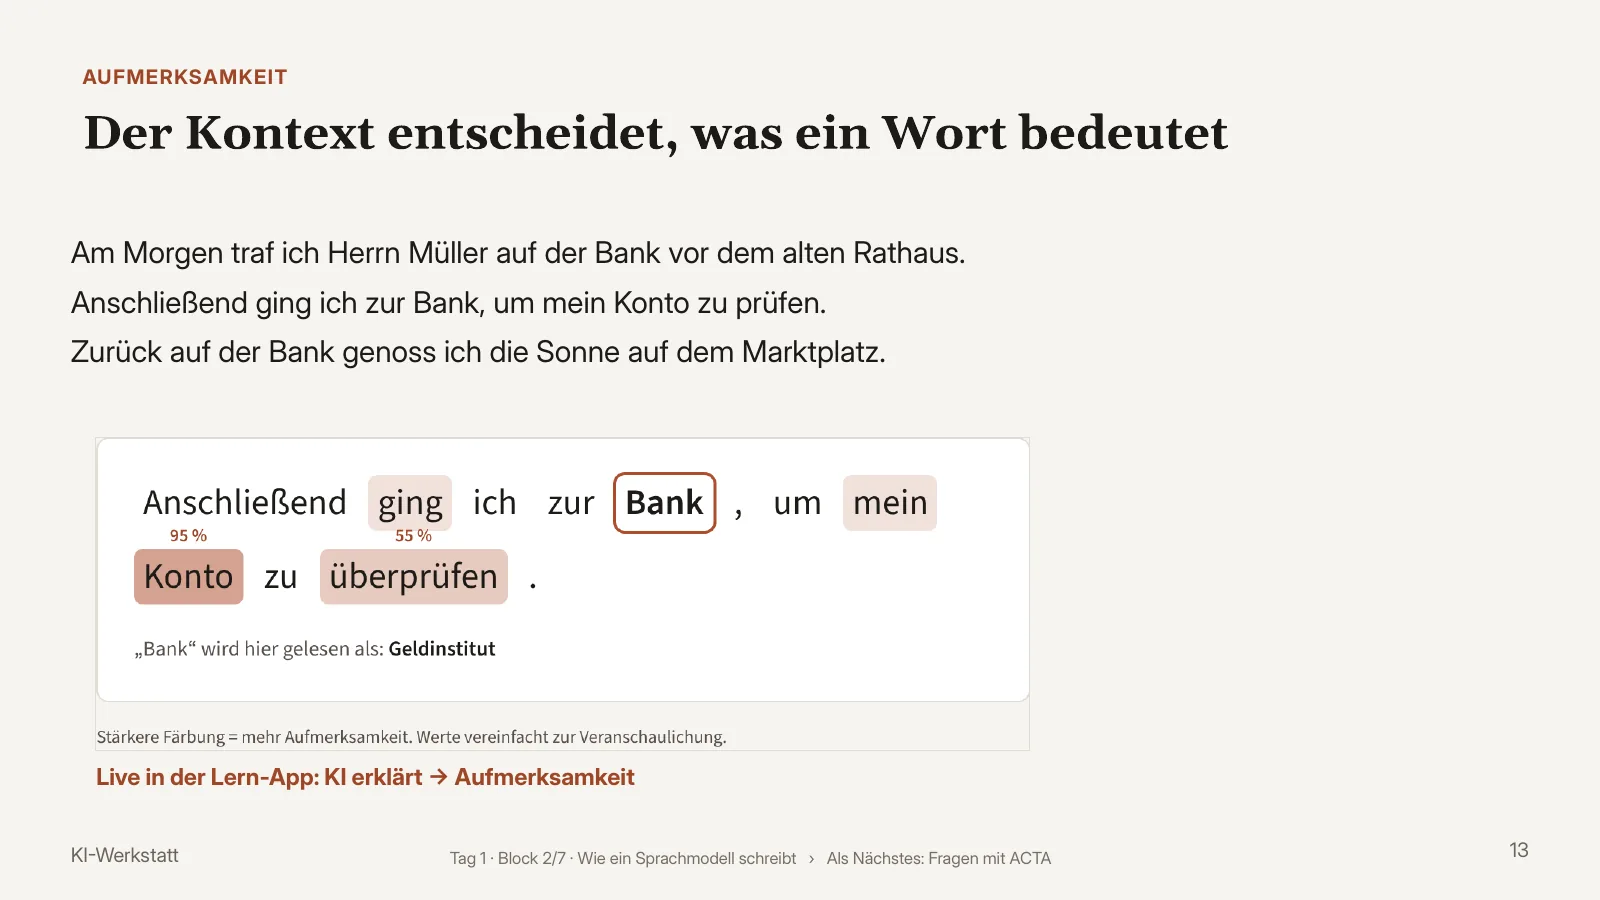 AUFMERKSAMKEIT
Der Kontext entscheidet, was ein Wort bedeutet
Am Morgen traf ich Herrn Müller auf der Bank vor dem alten Rathaus.
Anschließend ging ich zur Bank, um mein Konto zu prüfen.
Zurück auf der Bank genoss ich die Sonne auf dem Marktplatz.
Anschließend ging ich zur Bank , um mein
95 % 55 %
Konto zu überprüfen .
„Bank“ wird hier gelesen als: Geldinstitut
Stärkere Färbung = mehr Aufmerksamkeit. Werte vereinfacht zur Veranschaulichung.
Live in der Lern-App: KI erklärt → Aufmerksamkeit
KI-Werkstatt
Tag 1 · Block 2/7 · Wie ein Sprachmodell schreibt › Als Nächstes: Fragen mit ACTA
13